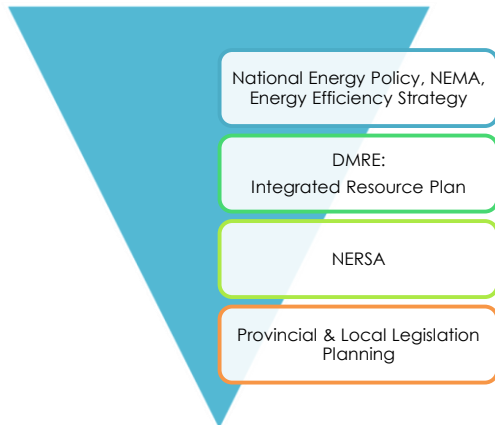 National Energy Policy, NEMA,
Energy Efficiency Strategy
DMRE:
Integrated Resource Plan
NERSA
Provincial & Local Legislation
Planning